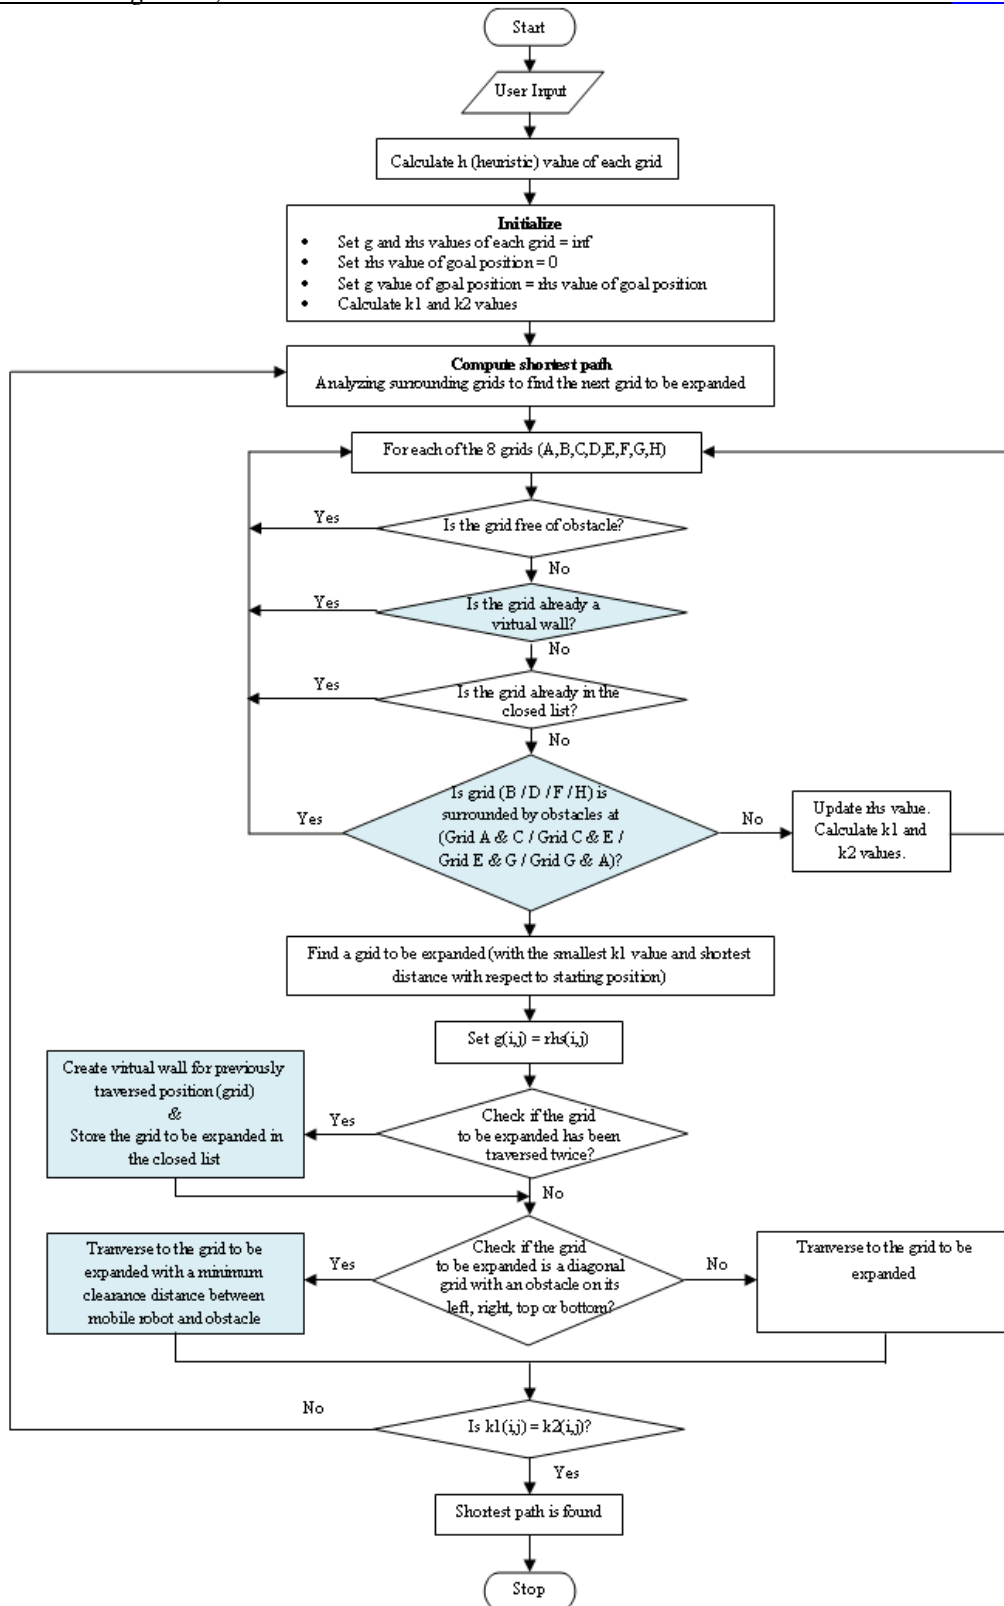 Start
User Input
Calculate h (heuristic) value of each grid
Initialize
• Set g and rhs values of each grid = inf
• Set rhs value of goal position = 0
• Set g value of goal position = rhs value of goal position
• Calculate k1 and k2 values
Compute shortest path
Analyzing surrounding grids to find the next grid to be expanded
For each of the 8 grids (A,B,C,D,E,F,G,H)
Yes
Is the grid free of obstacle?
No
Yes
Is the grid already a
virtual wall?
No
Yes
Is the grid already in the
closed list?
No
Yes
Is grid (B / D / F / H) is
surrounded by obstacles at
(Grid A & C / Grid C & E /
Grid E & G / Grid G & A)?
No
Update rhs value.
Calculate k1 and
k2 values.
Find a grid to be expanded (with the smallest k1 value and shortest
distance with respect to starting position)
Set g(i,j) = rhs(i,j)
Create virtual wall for previously
traversed position (grid)
&
Store the grid to be expanded in
the closed list
Yes
Check if the grid
to be expanded has been
traversed twice?
No
Tranverse to the grid to be
expanded with a minimum
clearance distance between
mobile robot and obstacle
Yes
Check if the grid
to be expanded is a diagonal
grid with an obstacle on its
left, right, top or bottom?
No
Tranverse to the grid to be
expanded
No
Is k1(i,j) = k2(i,j)?
Yes
Shortest path is found
Stop